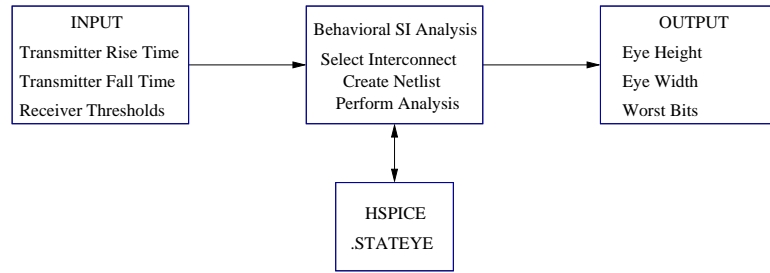 INPUT
Transmitter Rise Time
Transmitter Fall Time
Receiver Thresholds
Behavioral SI Analysis
Select Interconnect
Create Netlist
Perform Analysis
OUTPUT
Eye Height
Eye Width
Worst Bits
HSPICE
.STATEYE